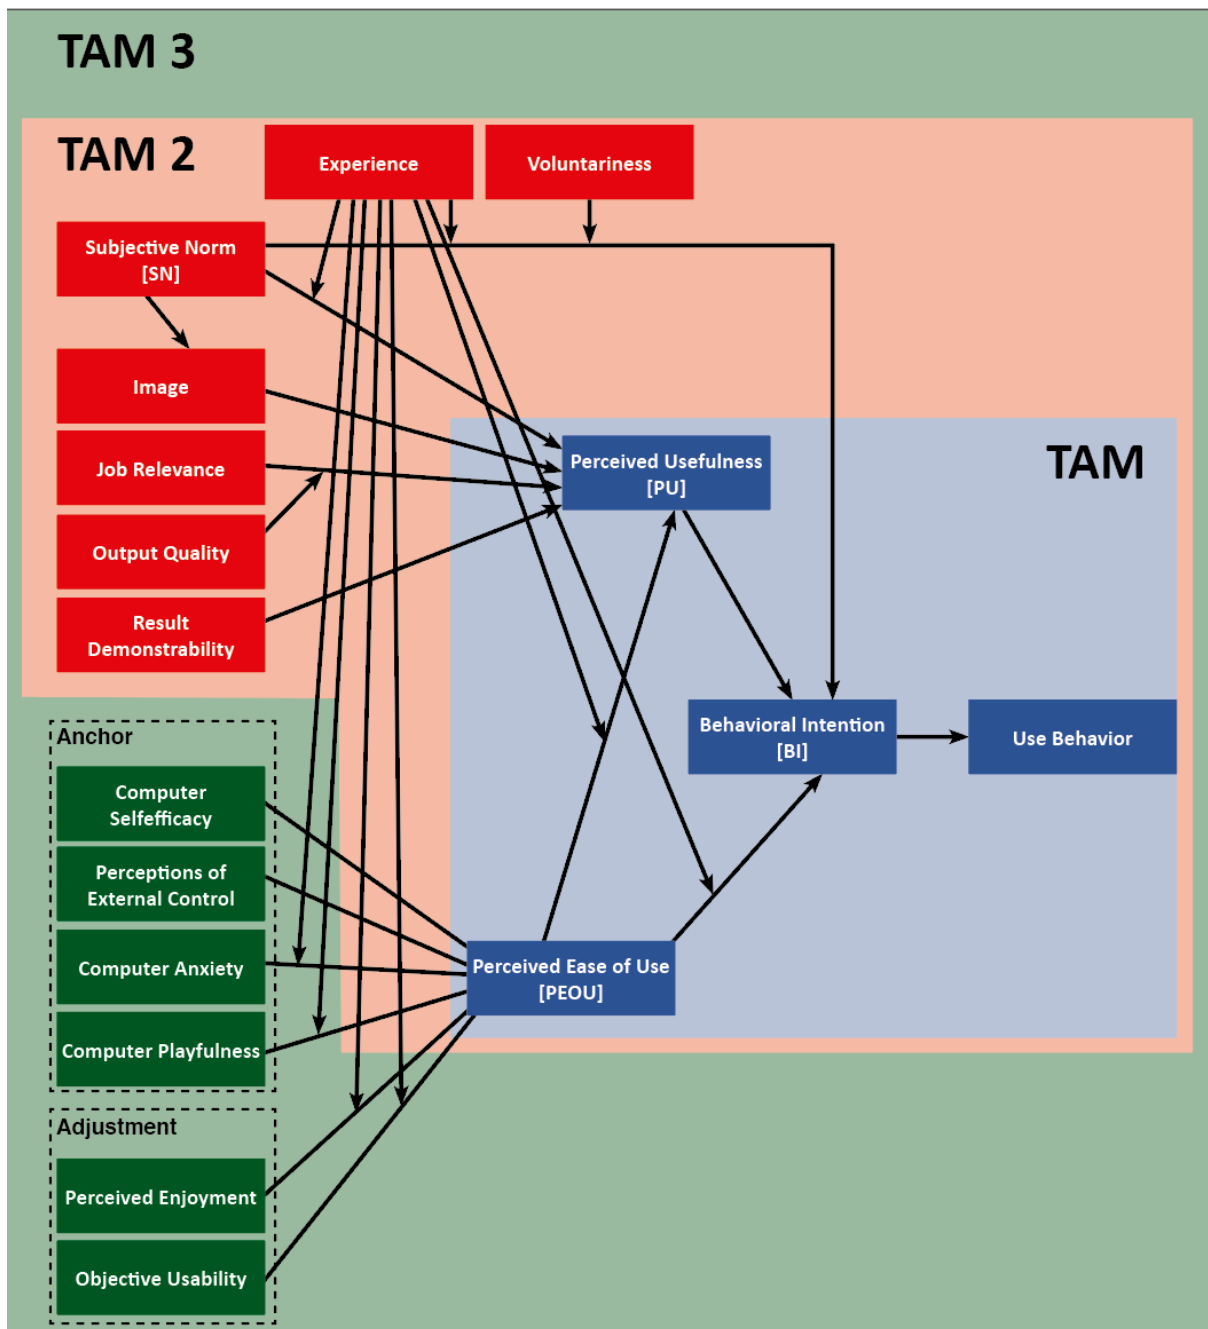 TAM 3
TAM 2
Experience
Voluntariness
Subjective Norm
[SN]
Image
Job Relevance
Output Quality
Result
Demonstrability
TAM
Perceived Usefulness
[PU]
Behavioral Intention
[BI]
Use Behavior
Perceived Ease of Use
[PEOU]
Anchor
Computer
Selfefficacy
Perceptions of
External Control
Computer Anxiety
Computer Playfulness
Adjustment
Perceived Enjoyment
Objective Usability